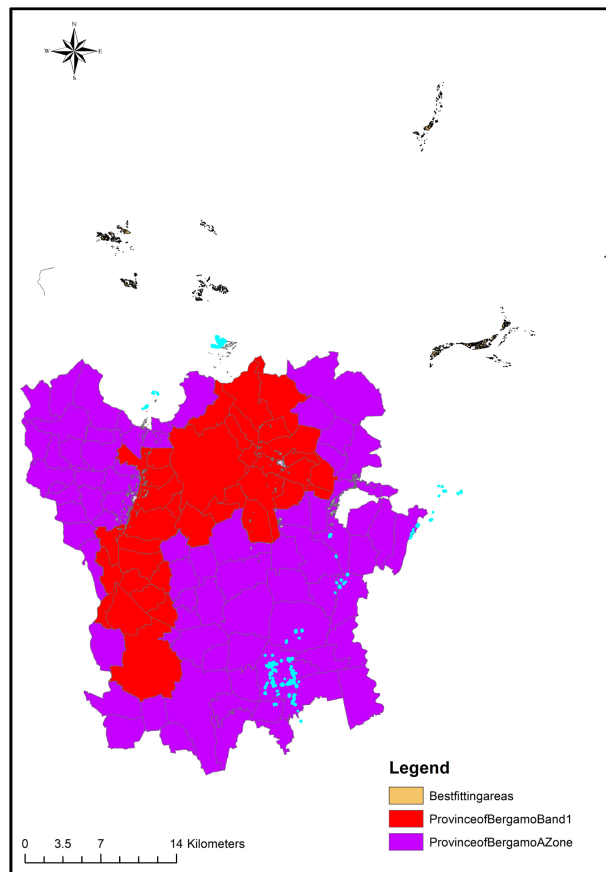 N
W E
S
Legend
Bestfittingareas
ProvinceofBergamoBand1
ProvinceofBergamoAZone
0 3.5 7 14 Kilometers